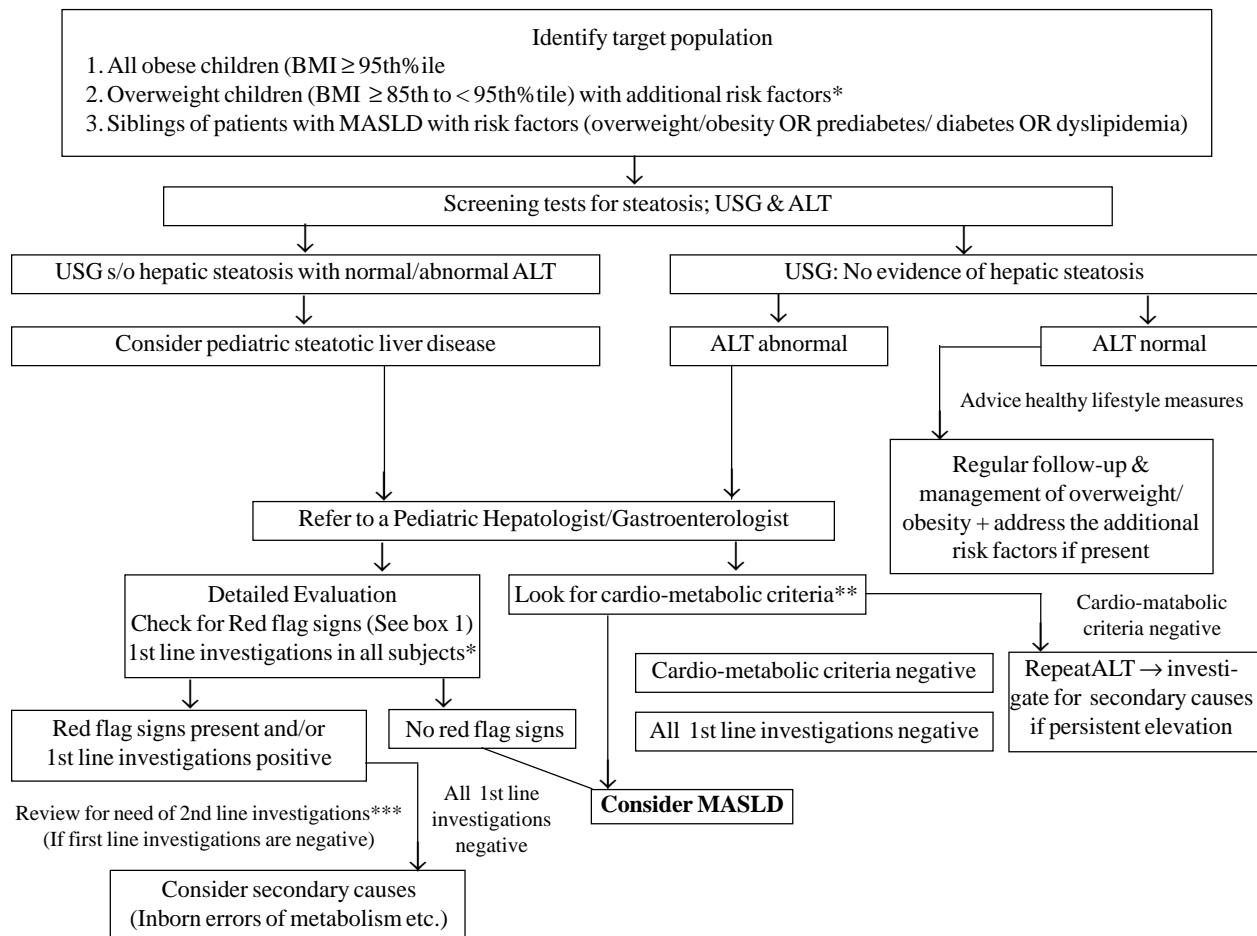 Identify target population
1. All obese children (BMI ≥ 95th%ile
2. Overweight children (BMI ≥ 85th to < 95th%tile) with additional risk factors*
3. Siblings of patients with MASLD with risk factors (overweight/obesity OR prediabetes/ diabetes OR dyslipidemia)
Screening tests for steatosis; USG & ALT
USG s/o hepatic steatosis with normal/abnormal ALT
USG: No evidence of hepatic steatosis
Consider pediatric steatotic liver disease
ALT abnormal
ALT normal
Advice healthy lifestyle measures
Regular follow-up &
management of overweight/
obesity + address the additional
risk factors if present
Refer to a Pediatric Hepatologist/Gastroenterologist
Detailed Evaluation
Check for Red flag signs (See box 1)
1st line investigations in all subjects*
Look for cardio-metabolic criteria**
Cardio-matabolic
criteria negative
Cardio-metabolic criteria negative
All 1st line investigations negative
RepeatALT → investi-
gate for secondary causes
if persistent elevation
Red flag signs present and/or
1st line investigations positive
No red flag signs
Consider MASLD
Review for need of 2nd line investigations***
(If first line investigations are negative)
All 1st line
investigations
negative
Consider secondary causes
(Inborn errors of metabolism etc.)